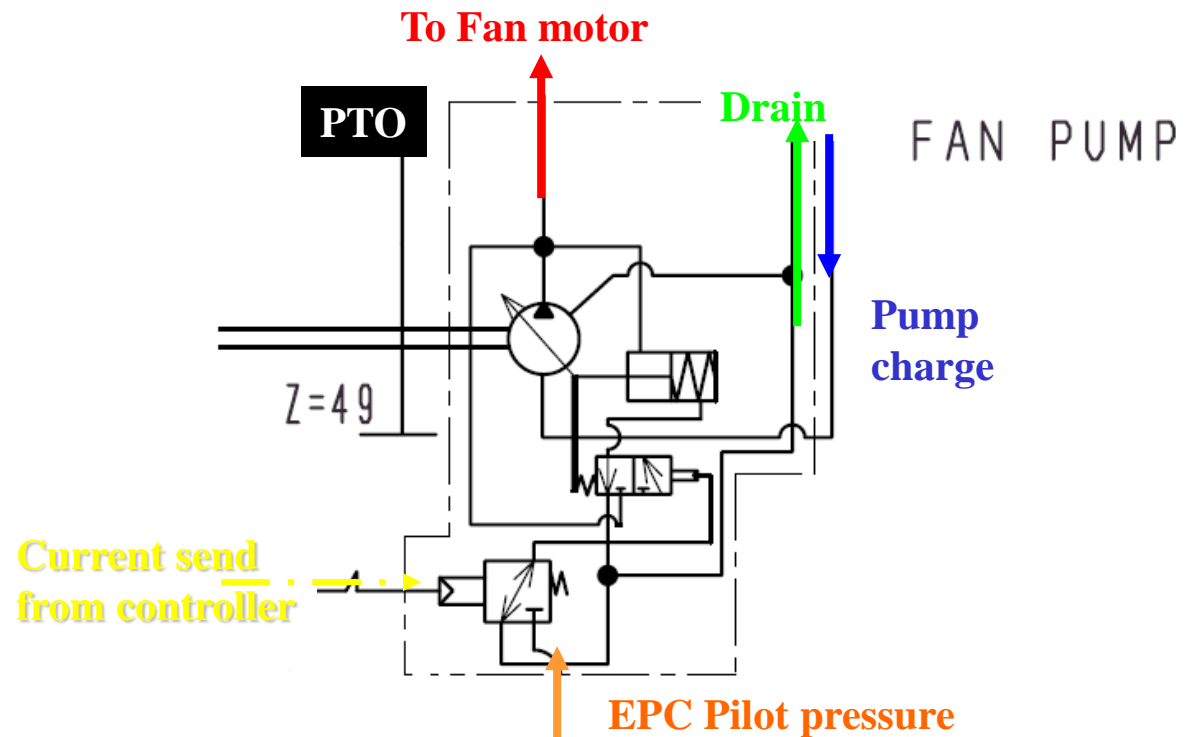 To Fan motor
PTO
Drain
FAN PUMP
Pump
charge
Z=49
Current send
from controller
EPC Pilot pressure